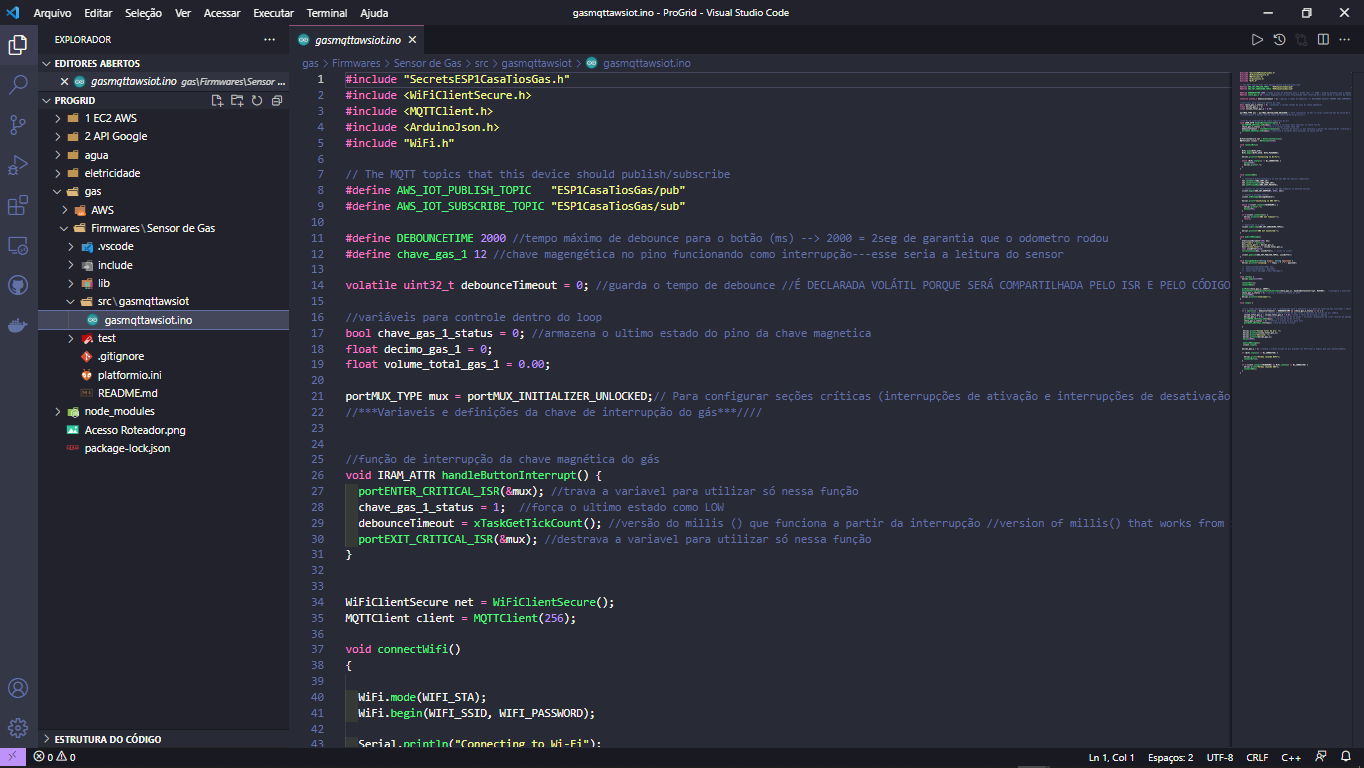 Arquivo Editar Seleção Ver Acessar Executar Terminal Ajuda
gasmqttawsiot.ino - ProGrid - Visual Studio Code
EXPLORADOR
EDITORES ABERTOS
gasmqttawsiot.ino gas\Firmwares\Sensor ...
PROGRID
1 EC2 AWS
2 API Google
agua
eletricidade
gas
AWS
Firmwares\Sensor de Gas
.vscode
include
lib
src\gasmqttawsiot
gasmqttawsiot.ino
test
.gitignore
platformio.ini
README.md
node_modules
Acesso Roteador.png
package-lock.json
ESTRUTURA DO CÓDIGO
gasmqttawsiot.ino
gas > Firmwares > Sensor de Gas > src > gasmqttawsiot > gasmqttawsiot.ino
1 #include "SecretsESP1CasaTiosGas.h"
2 #include <WiFiClientSecure.h>
3 #include <MQTTClient.h>
4 #include <ArduinoJson.h>
5 #include "WiFi.h"
6
7 // The MQTT topics that this device should publish/subscribe
8 #define AWS_IOT_PUBLISH_TOPIC   "ESP1CasaTiosGas/pub"
9 #define AWS_IOT_SUBSCRIBE_TOPIC "ESP1CasaTiosGas/sub"
10
11 #define DEBOUNCETIME 2000 //tempo máximo de debounce para o botão (ms) --> 2000 = 2seg de garantia que o odometro rodou
12 #define chave_gas_1 12 //chave magengética no pino funcionando como interrupção---esse seria a leitura do sensor
13
14 volatile uint32_t debounceTimeout = 0; //guarda o tempo de debounce //É DECLARADA VOLÁTIL PORQUE SERÁ COMPARTILHADA PELO ISR E PELO CÓDIGO
15
16 //variáveis para controle dentro do loop
17 bool chave_gas_1_status = 0; //armazena o ultimo estado do pino da chave magnetica
18 float decimo_gas_1 = 0;
19 float volume_total_gas_1 = 0.00;
20
21 portMUX_TYPE mux = portMUX_INITIALIZER_UNLOCKED;// Para configurar seções críticas (interrupções de ativação e interrupções de desativação
22 //***Variaveis e definições da chave de interrupção do gás***////
23
24
25 //função de interrupção da chave magnética do gás
26 void IRAM_ATTR handleButtonInterrupt() {
27   portENTER_CRITICAL_ISR(&mux); //trava a variavel para utilizar só nessa função
28   chave_gas_1_status = 1;  //força o ultimo estado como LOW
29   debounceTimeout = xTaskGetTickCount(); //versão do millis () que funciona a partir da interrupção //version of millis() that works from
30   portEXIT_CRITICAL_ISR(&mux); //destrava a variavel para utilizar só nessa função
31 }
32
33
34 WiFiClientSecure net = WiFiClientSecure();
35 MQTTClient client = MQTTClient(256);
36
37 void connectWifi()
38 {
39
40   WiFi.mode(WIFI_STA);
41   WiFi.begin(WIFI_SSID, WIFI_PASSWORD);
42
43   Serial.println("Connecting to Wi-Fi");
0 0
Ln 1, Col 1 Espaços: 2 UTF-8 CRLF C++